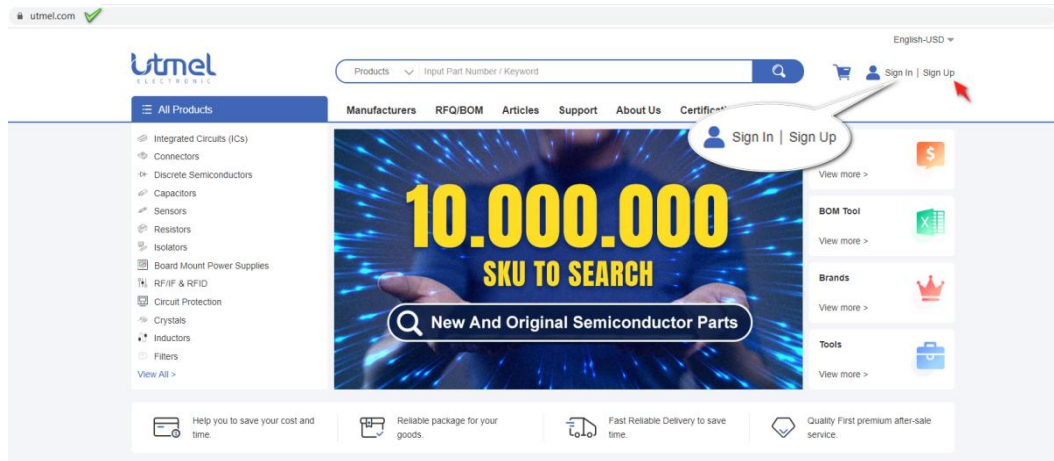 utmel.com
English-USD
Utmel
ELECTRONIC
Products
Input Part Number / Keyword
Sign In | Sign Up
All Products
Manufacturers RFQ/BOM Articles Support About Us
Sign In | Sign Up
Integrated Circuits (ICs)
Connectors
Discrete Semiconductors
Capacitors
Sensors
Resistors
Isolators
Board Mount Power Supplies
RF/IF & RFID
Circuit Protection
Crystals
Inductors
Filters
View All >
10.000.000
SKU TO SEARCH
New And Original Semiconductor Parts
$
View more >
BOM Tool
X
View more >
Brands
View more >
Tools
View more >
Help you to save your cost and
time.
Reliable package for your
goods.
Fast Reliable Delivery to save
time.
Quality First premium after-sale
service.